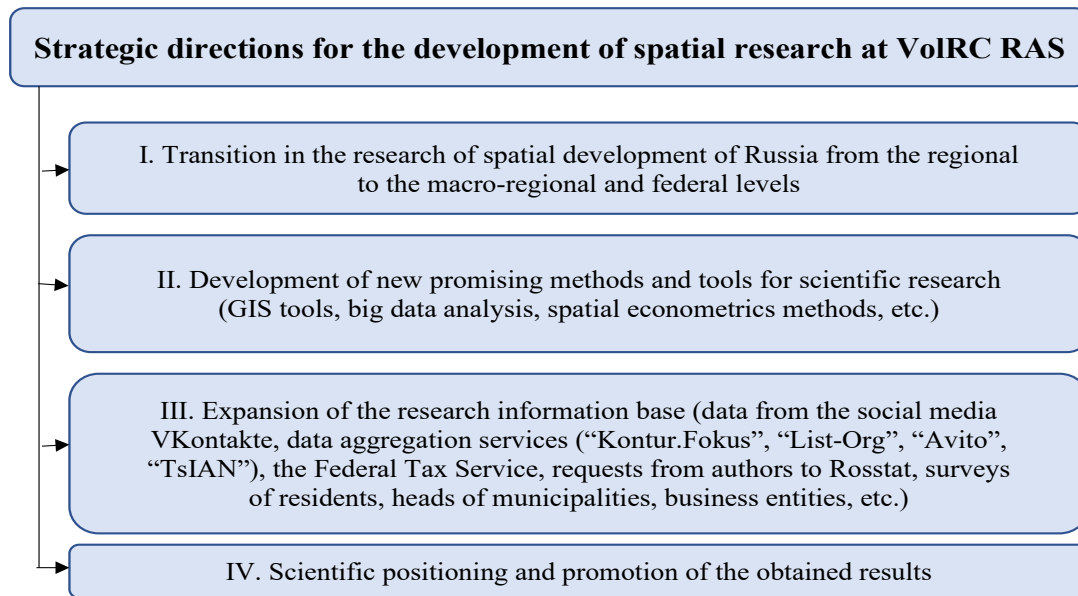 Strategic directions for the development of spatial research at VolRC RAS
I. Transition in the research of spatial development of Russia from the regional
to the macro-regional and federal levels
II. Development of new promising methods and tools for scientific research
(GIS tools, big data analysis, spatial econometrics methods, etc.)
III. Expansion of the research information base (data from the social media
VKontakte, data aggregation services (“Kontur.Fokus”, “List-Org”, “Avito”,
“TsIAN”), the Federal Tax Service, requests from authors to Rosstat, surveys
of residents, heads of municipalities, business entities, etc.)
IV. Scientific positioning and promotion of the obtained results